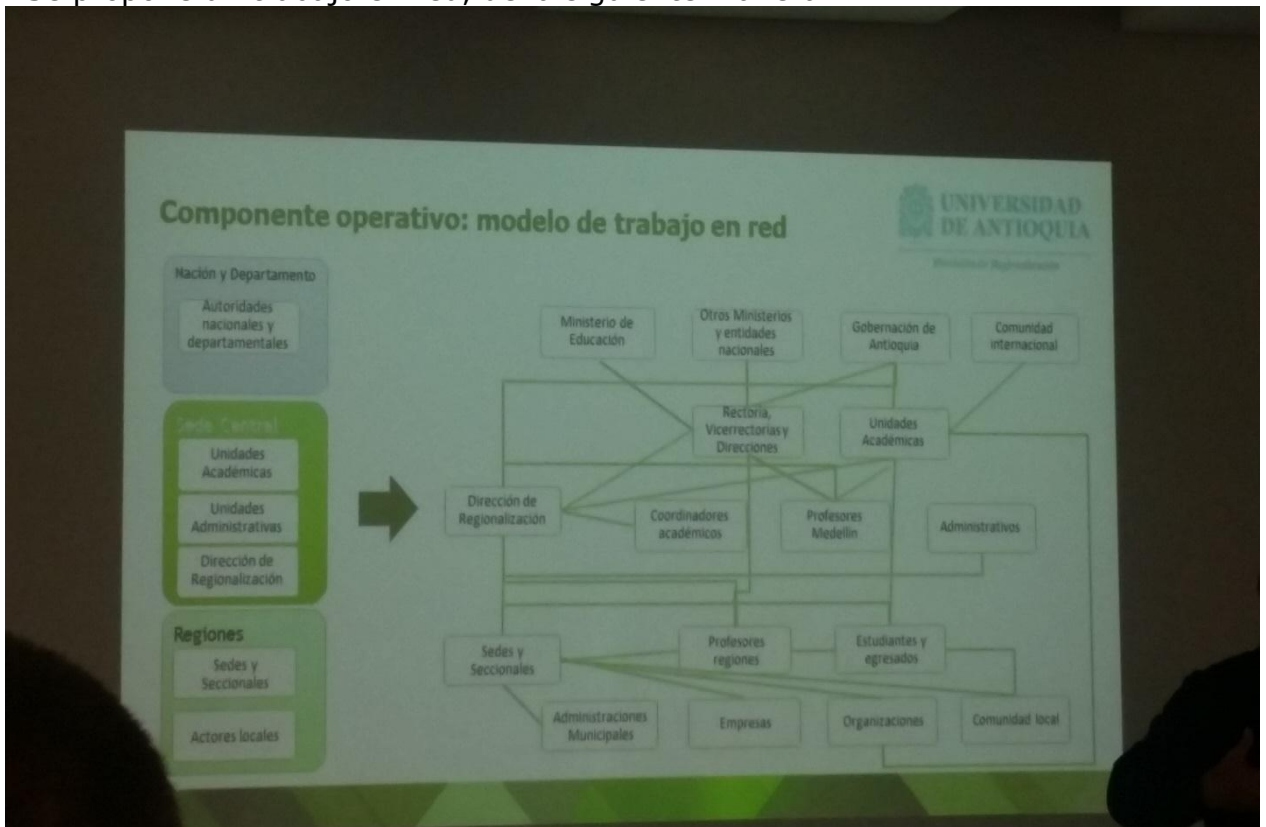 Componente operativo: modelo de trabajo en red
UNIVERSIDAD
DE ANTIOQUIA
Nación y Departamento
Autoridades
nacionales y
departamentales
Sede Central
Unidades
Académicas
Unidades
Administrativas
Dirección de
Regionalización
Regiones
Sedes y
Seccionales
Actores locales
Ministerio de
Educación
Otros Ministerios
y entidades
nacionales
Gobernación de
Antioquia
Comunidad
internacional
Rectoría,
Vicerrectorías y
Direcciones
Unidades
Académicas
Dirección de
Regionalización
Coordinadores
académicos
Profesores
Medellín
Administrativos
Sedes y
Seccionales
Profesores
regiones
Estudiantes y
egresados
Administraciones
Municipales
Empresas
Organizaciones
Comunidad local